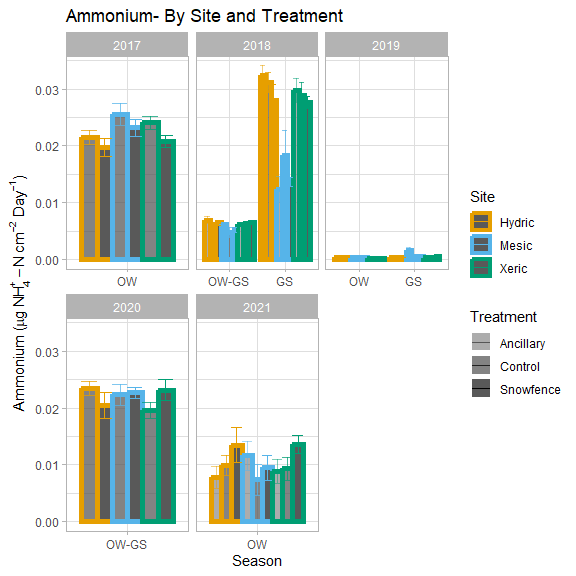 Ammonium- By Site and Treatment
2017
2018
2019
0.03
0.02
0.01
0.00
OW
OW-GS
GS
OW
GS
Ammonium (µg NH₄⁺–N cm⁻² Day⁻¹)
2020
2021
0.03
0.02
0.01
0.00
OW-GS
OW
Season
Site
Hydric
Mesic
Xeric
Treatment
Ancillary
Control
Snowfence